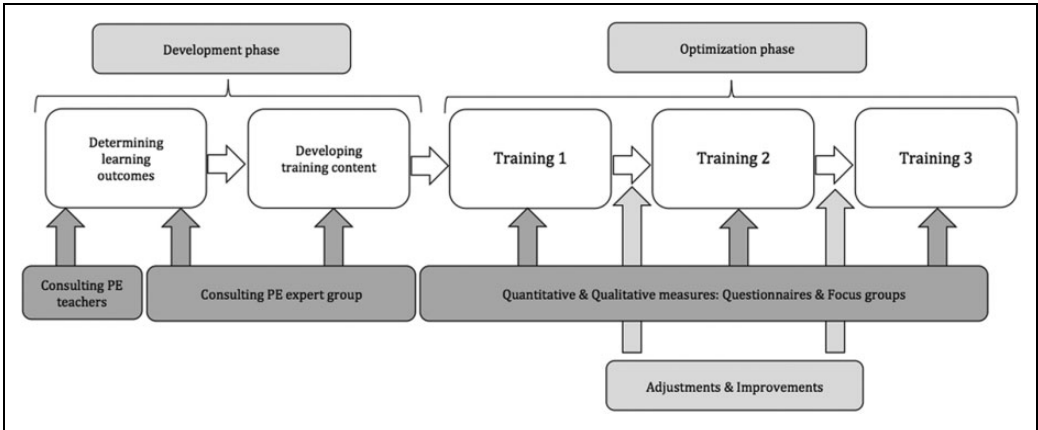 Development phase
Optimization phase
Determining
learning
outcomes
Developing
training content
Training 1
Training 2
Training 3
Consulting PE
teachers
Consulting PE expert group
Quantitative & Qualitative measures: Questionnaires & Focus groups
Adjustments & Improvements